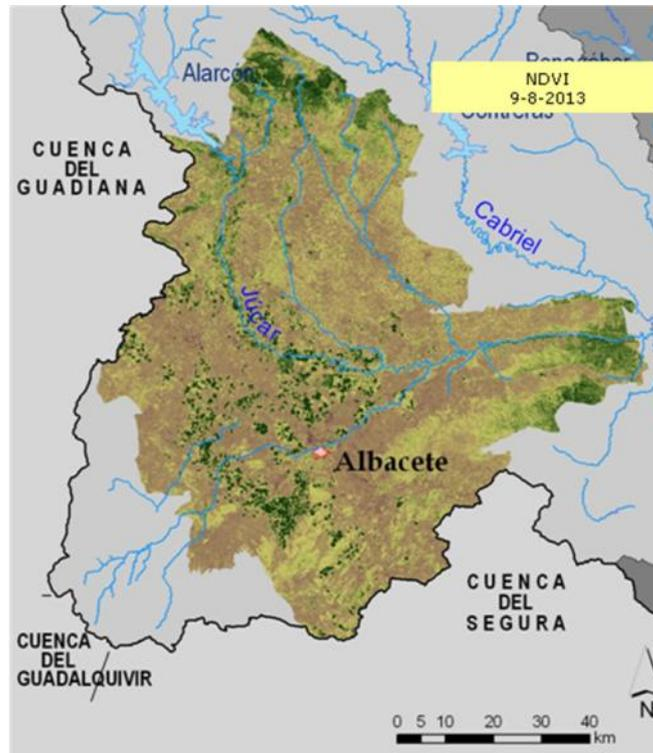 Alarcón
NDVI
9-8-2013
Contreras
CUENCA
DEL
GUADIANA
Cabriel
Júcar
Albacete
CUENCA
DEL
SEGURA
CUENCA
DEL
GUADALQUIVIR
N
0 5 10 20 30 40
km